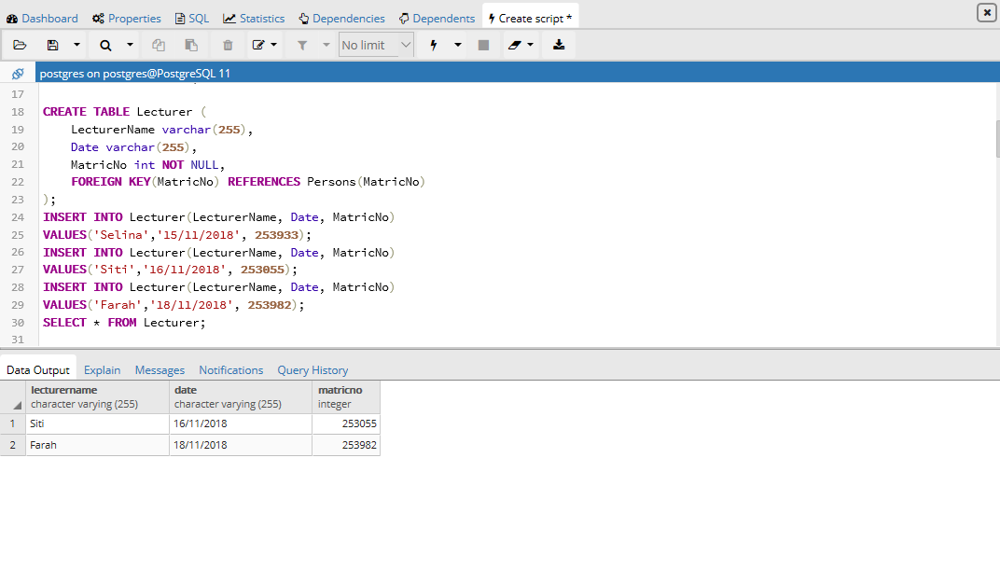 Dashboard Properties SQL Statistics Dependencies Dependents Create script *
No limit
postgres on postgres@PostgreSQL 11
17
18 CREATE TABLE Lecturer (
19 LecturerName varchar(255),
20 Date varchar(255),
21 MatricNo int NOT NULL,
22 FOREIGN KEY(MatricNo) REFERENCES Persons(MatricNo)
23 );
24 INSERT INTO Lecturer(LecturerName, Date, MatricNo)
25 VALUES('Selina','15/11/2018', 253933);
26 INSERT INTO Lecturer(LecturerName, Date, MatricNo)
27 VALUES('Siti','16/11/2018', 253055);
28 INSERT INTO Lecturer(LecturerName, Date, MatricNo)
29 VALUES('Farah','18/11/2018', 253982);
30 SELECT * FROM Lecturer;
31
Data Output Explain Messages Notifications Query History
lecturername date matricno
character varying (255) character varying (255) integer
1 Siti 16/11/2018 253055
2 Farah 18/11/2018 253982